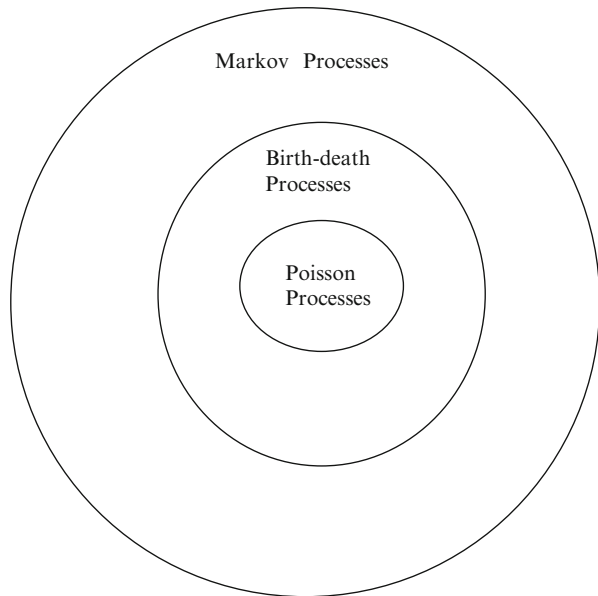 Markov Processes
Birth-death
Processes
Poisson
Processes